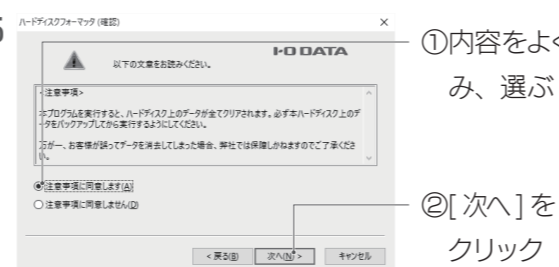 5
ハードディスクフォーマッタ (確認)
I-O DATA
以下の文章をお読みください。
<注意事項>
本プログラムを実行すると、ハードディスク上のデータが全てクリアされます。必ず本ハードディスク上のデ
ータをバックアップしてから実行するようにしてください。
万が一、お客様が誤ってデータを消去してしまった場合、弊社では保障しかねますのでご了承くださ
い。
注意事項に同意します(A)
注意事項に同意しません(D)
< 戻る(B)
次へ(N) >
キャンセル
①内容をよく
み、選ぶ
②[ 次へ ] を
クリック